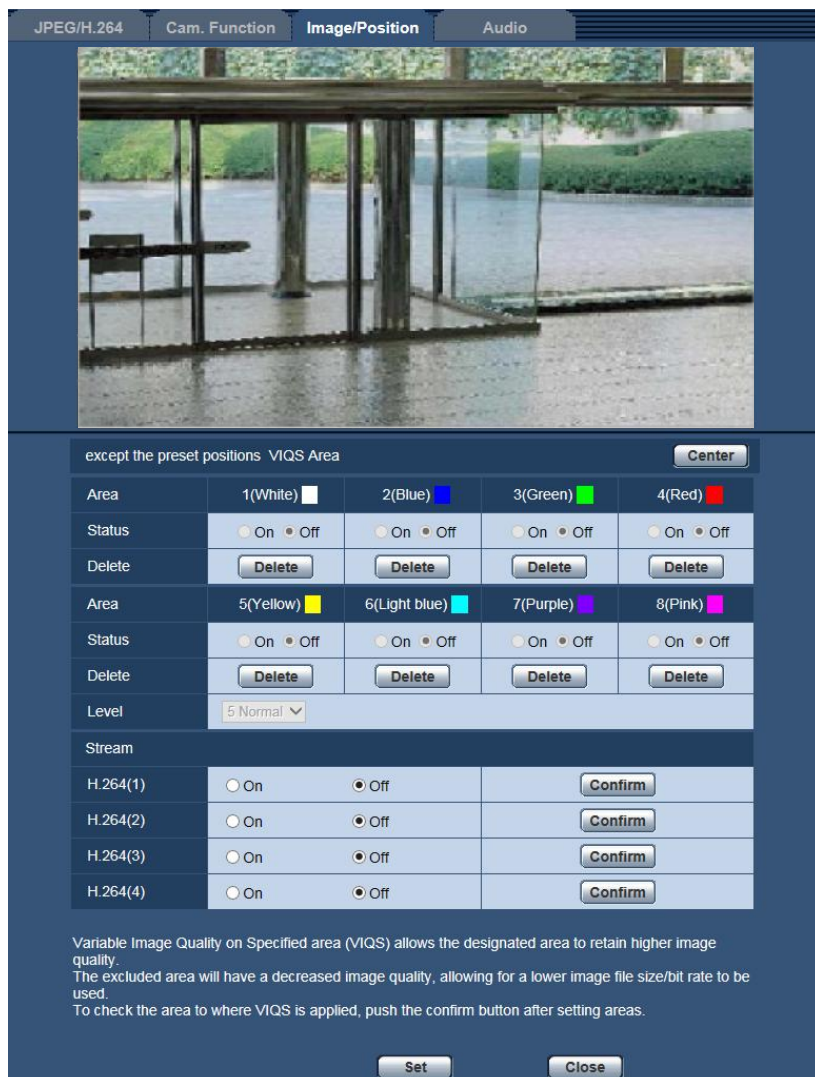 JPEG/H.264 Cam. Function Image/Position Audio
except the preset positions VIQS Area Center
Area 1(White) 2(Blue) 3(Green) 4(Red)
Status On Off On Off On Off On Off
Delete Delete Delete Delete Delete
Area 5(Yellow) 6(Light blue) 7(Purple) 8(Pink)
Status On Off On Off On Off On Off
Delete Delete Delete Delete Delete
Level 5 Normal
Stream
H.264(1) On Off Confirm
H.264(2) On Off Confirm
H.264(3) On Off Confirm
H.264(4) On Off Confirm
Variable Image Quality on Specified area (VIQS) allows the designated area to retain higher image
quality.
The excluded area will have a decreased image quality, allowing for a lower image file size/bit rate to be
used.
To check the area to where VIQS is applied, push the confirm button after setting areas.
Set Close